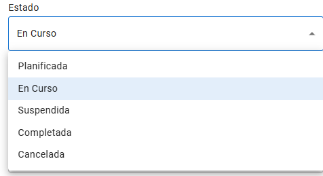 Estado
En Curso
Planificada
En Curso
Suspendida
Completada
Cancelada